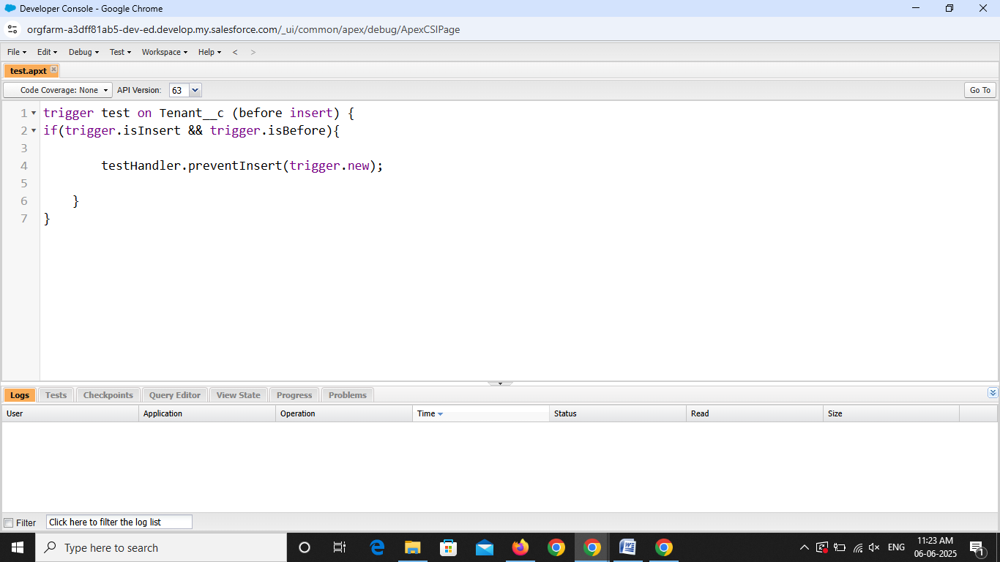 Developer Console - Google Chrome
orgfarm-a3dff81ab5-dev-ed.develop.my.salesforce.com/_ui/common/apex/debug/ApexCSIPage
File Edit Debug Test Workspace Help < >
test.apxt
Code Coverage: None API Version: 63 Go To
1 trigger test on Tenant__c (before insert) {
2 if(trigger.isInsert && trigger.isBefore){
3
4 testHandler.preventInsert(trigger.new);
5
6 }
7 }
Logs Tests Checkpoints Query Editor View State Progress Problems
User Application Operation Time Status Read Size
Filter Click here to filter the log list
Type here to search
ENG
11:23 AM
06-06-2025
1